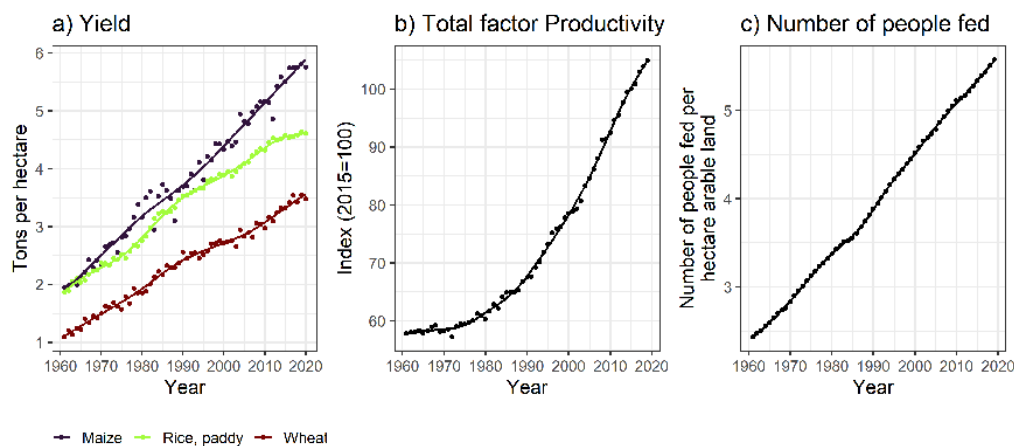 a) Yield
Tons per hectare
6
5
4
3
2
1
1960 1970 1980 1990 2000 2010 2020
Year
Maize Rice, paddy Wheat
b) Total factor Productivity
Index (2015=100)
100
90
80
70
60
1960 1970 1980 1990 2000 2010 2020
Year
c) Number of people fed
Number of people fed per
hectare arable land
5
4
3
1960 1970 1980 1990 2000 2010 2020
Year